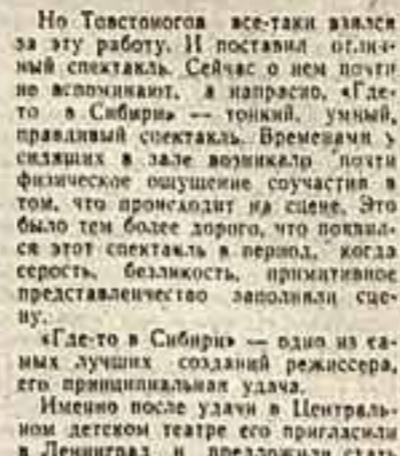 Но Товстоногов все-таки взялся
за эту работу. И поставил отлич-
ный спектакль. Сейчас о нем почти
не вспоминают, а напрасно. «Где-
то в Сибири» — тонкий, умный,
правдивый спектакль. Временами у
сидящих в зале возникало почти
физическое ощущение соучастия в
том, что происходит на сцене. Это
было тем более дорого, что появил-
ся этот спектакль в период, когда
серость, безликость, примитивное
представленчество заполнили сце-
ну.
«Где-то в Сибири» — одно из са-
мых лучших созданий режиссера,
его принципиальная удача.
Именно после удачи в Централь-
ном детском театре его пригласили
в Ленинград и предложили стать